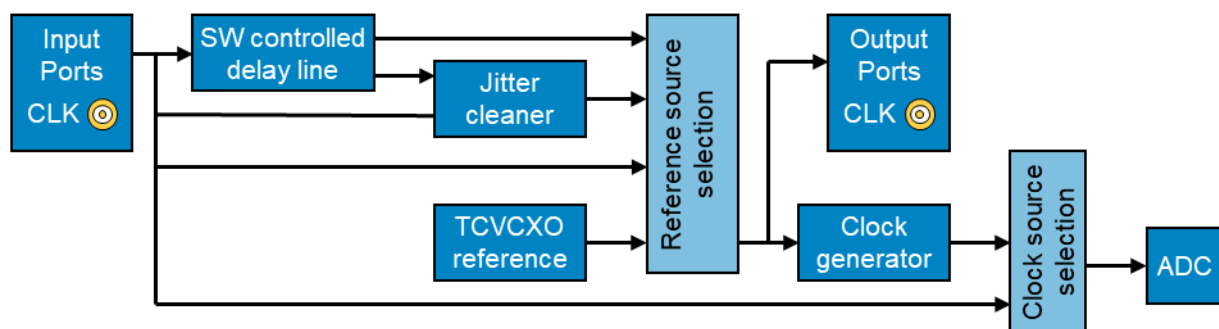 Input
Ports
CLK
SW controlled
delay line
Jitter
cleaner
TCVCXO
reference
Reference source
selection
Output
Ports
CLK
Clock
generator
Clock source
selection
ADC